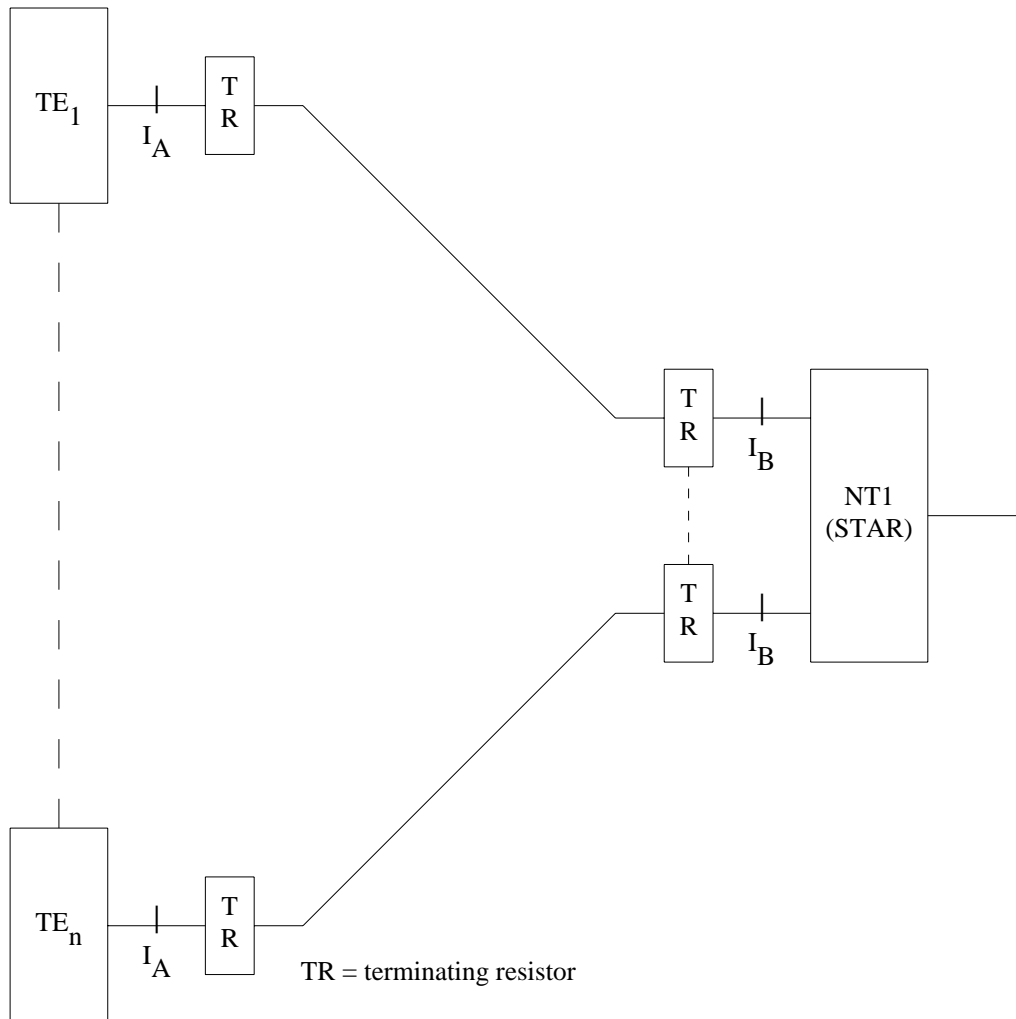 TE1
T
R
IA
T
R
IB
NT1
(STAR)
T
R
IB
TEn
T
R
IA
TR = terminating resistor